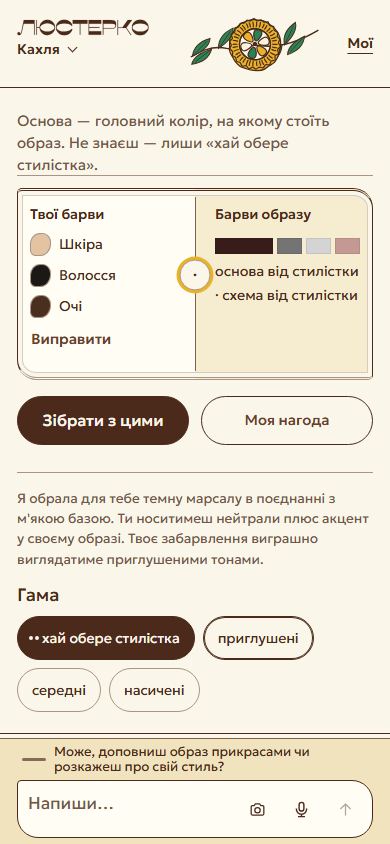 ЛЮСТЕРКО
Кахля
Мої
Основа — головний колір, на якому стоїть
образ. Не знаєш — лиши «хай обере
стилістка».
Твої барви
Шкіра
Волосся
Очі
Виправити
Барви образу
основа від стилістки
· схема від стилістки
Зібрати з цими
Моя нагода
Я обрала для тебе темну марсалу в поєднанні з
м'якою базою. Ти носитимеш нейтрали плюс акцент
у своєму образі. Твоє забарвлення виграшно
виглядатиме приглушеними тонами.
Гама
•• хай обере стилістка
приглушені
середні
насичені
Може, доповниш образ прикрасами чи
розкажеш про свій стиль?
Напиши...